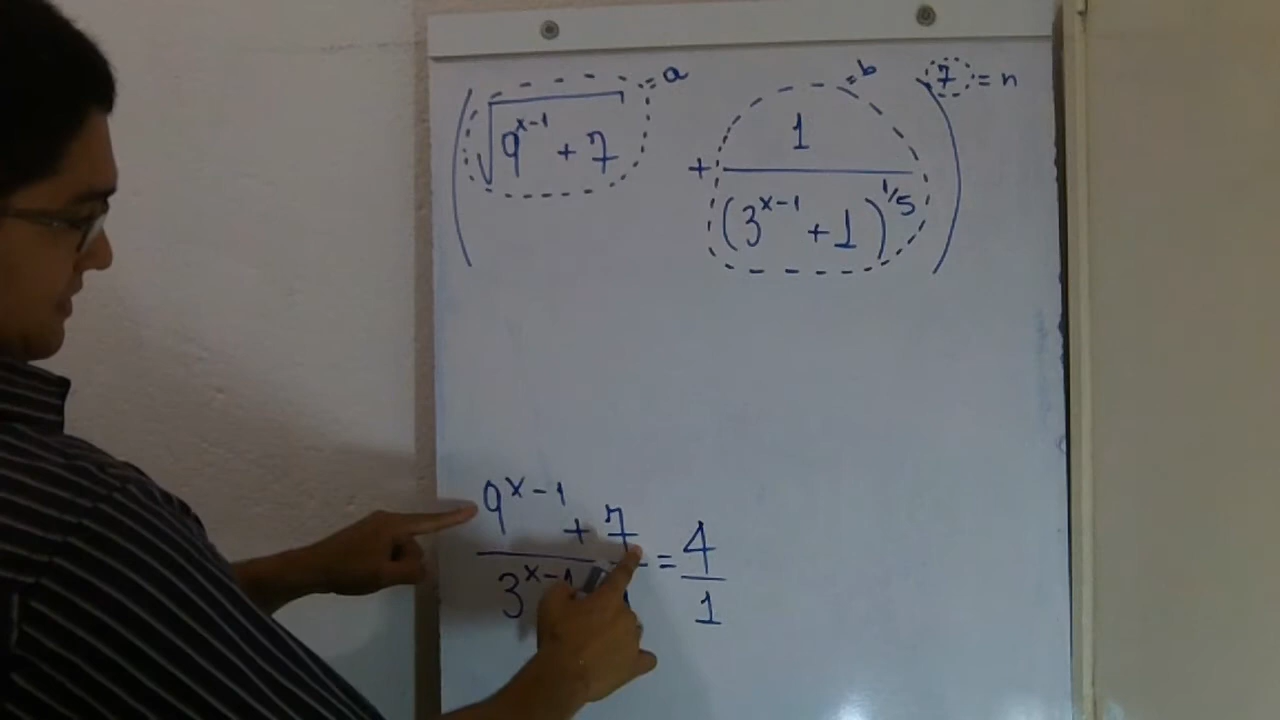 (√(9^(x-1) + 7) + 1/(3^(x-1) + 1)^(1/5))^7 = n
= a
= b
(9^(x-1) + 7)/(3^(x-1) = 4/1